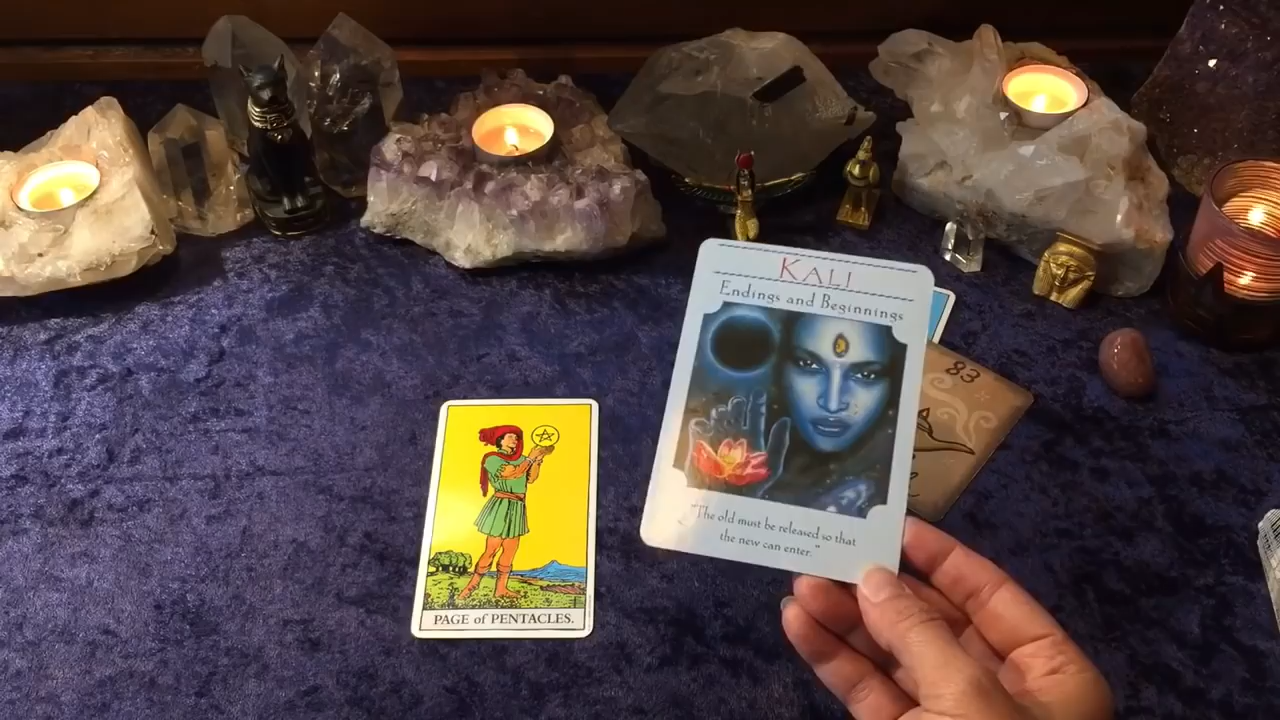 KALI
Endings and Beginnings
"The old must be released so that
the new can enter."
83
PAGE of PENTACLES.